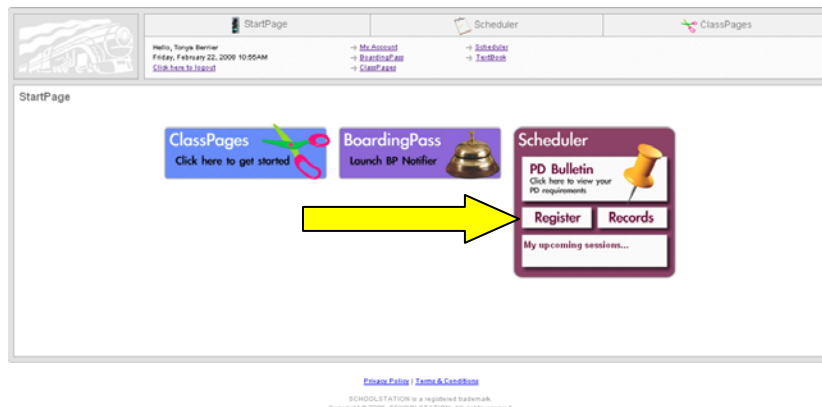 StartPage
Scheduler
ClassPages
Hello, Tonya Berrier
Friday, February 22, 2008 10:55AM
Click here to logout
→ My Account
→ BoardingPass
→ ClassPages
→ Scheduler
→ TextBook
StartPage
ClassPages
Click here to get started
BoardingPass
Launch BP Notifier
Scheduler
PD Bulletin
Click here to view your
PD requirements
Register
Records
My upcoming sessions...
Privacy Policy | Terms & Conditions
SCHOOLSTATION is a registered trademark.